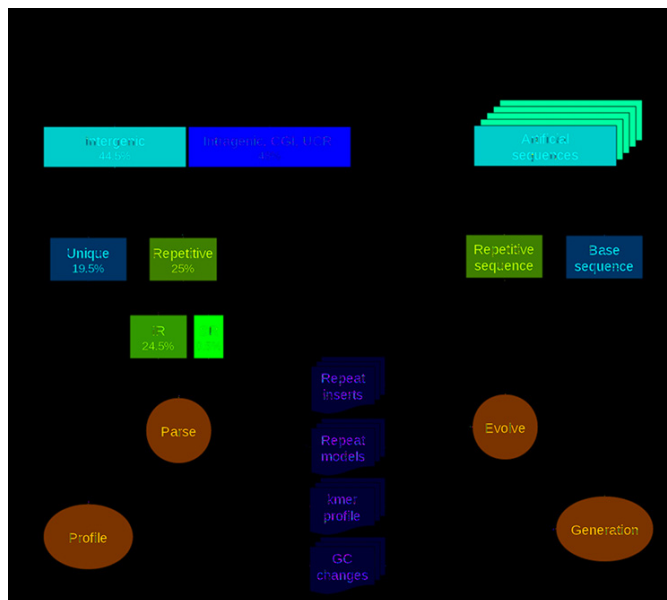 Intergenic
44.5%
Intragenic, CGI, UCR
Artificial
sequences
Unique
19.5%
Repetitive
25%
Repetitive
sequence
Base
sequence
IR
24.5%
Repeat
inserts
Parse
Evolve
Repeat
models
kmer
profile
Profile
Generation
GC
changes